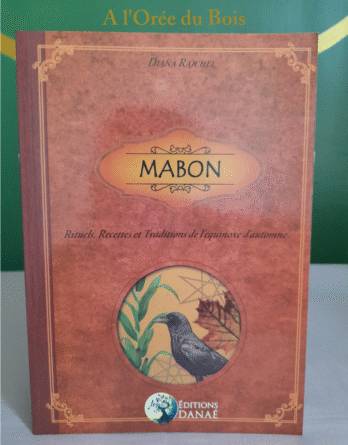 A l'Orée du Bois
DIANA RAJCHEL
MABON
Rituels, Recettes et Traditions de l'équinoxe d'automne
ÉDITIONS
DANAÉ